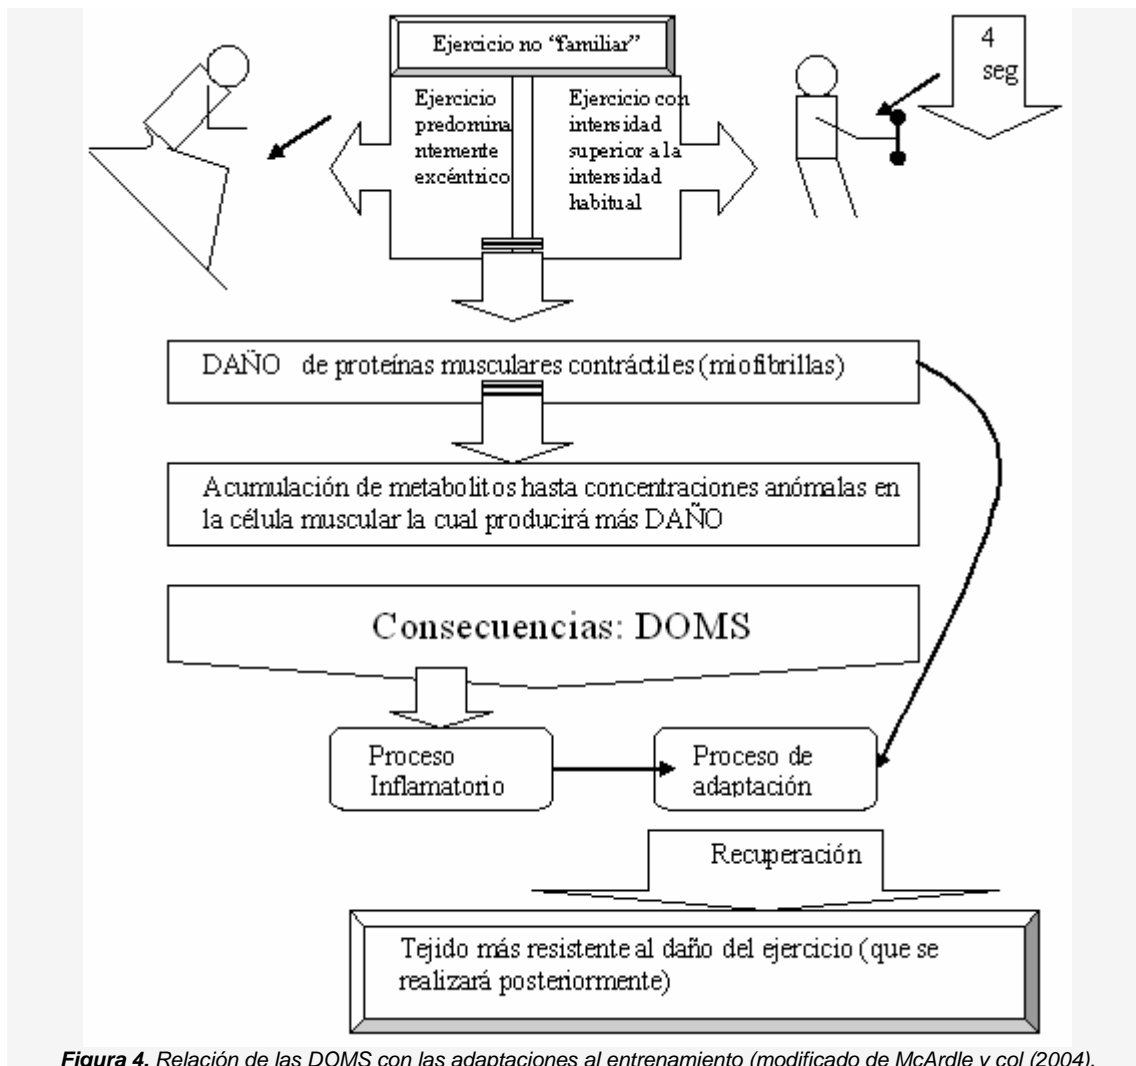 Ejercicio no “familiar”
4
seg
Ejercicio
predomina
ntemente
excéntrico
Ejercicio con
intensidad
superior a la
intensidad
habitual
DAÑO de proteínas musculares contráctiles (miofibrillas)
Acumulación de metabolitos hasta concentraciones anómalas en
la célula muscular la cual producirá más DAÑO
Consecuencias: DOMS
Proceso
Inflamatorio
Proceso de
adaptación
Recuperación
Tejido más resistente al daño del ejercicio (que se
realizará posteriormente)
Figura 4. Relación de las DOMS con las adaptaciones al entrenamiento (modificado de McArdle y col (2004).